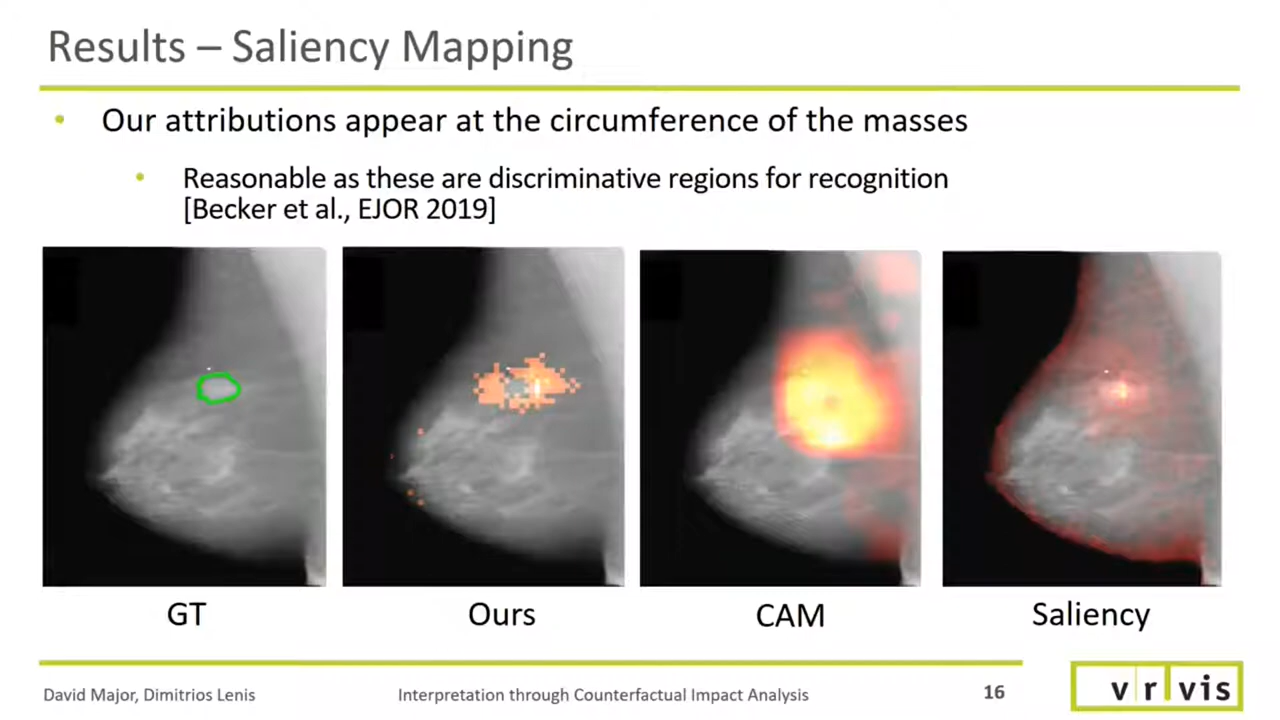 Results – Saliency Mapping
• Our attributions appear at the circumference of the masses
• Reasonable as these are discriminative regions for recognition
[Becker et al., EJOR 2019]
GT
Ours
CAM
Saliency
David Major, Dimitrios Lenis
Interpretation through Counterfactual Impact Analysis
16
vrvis